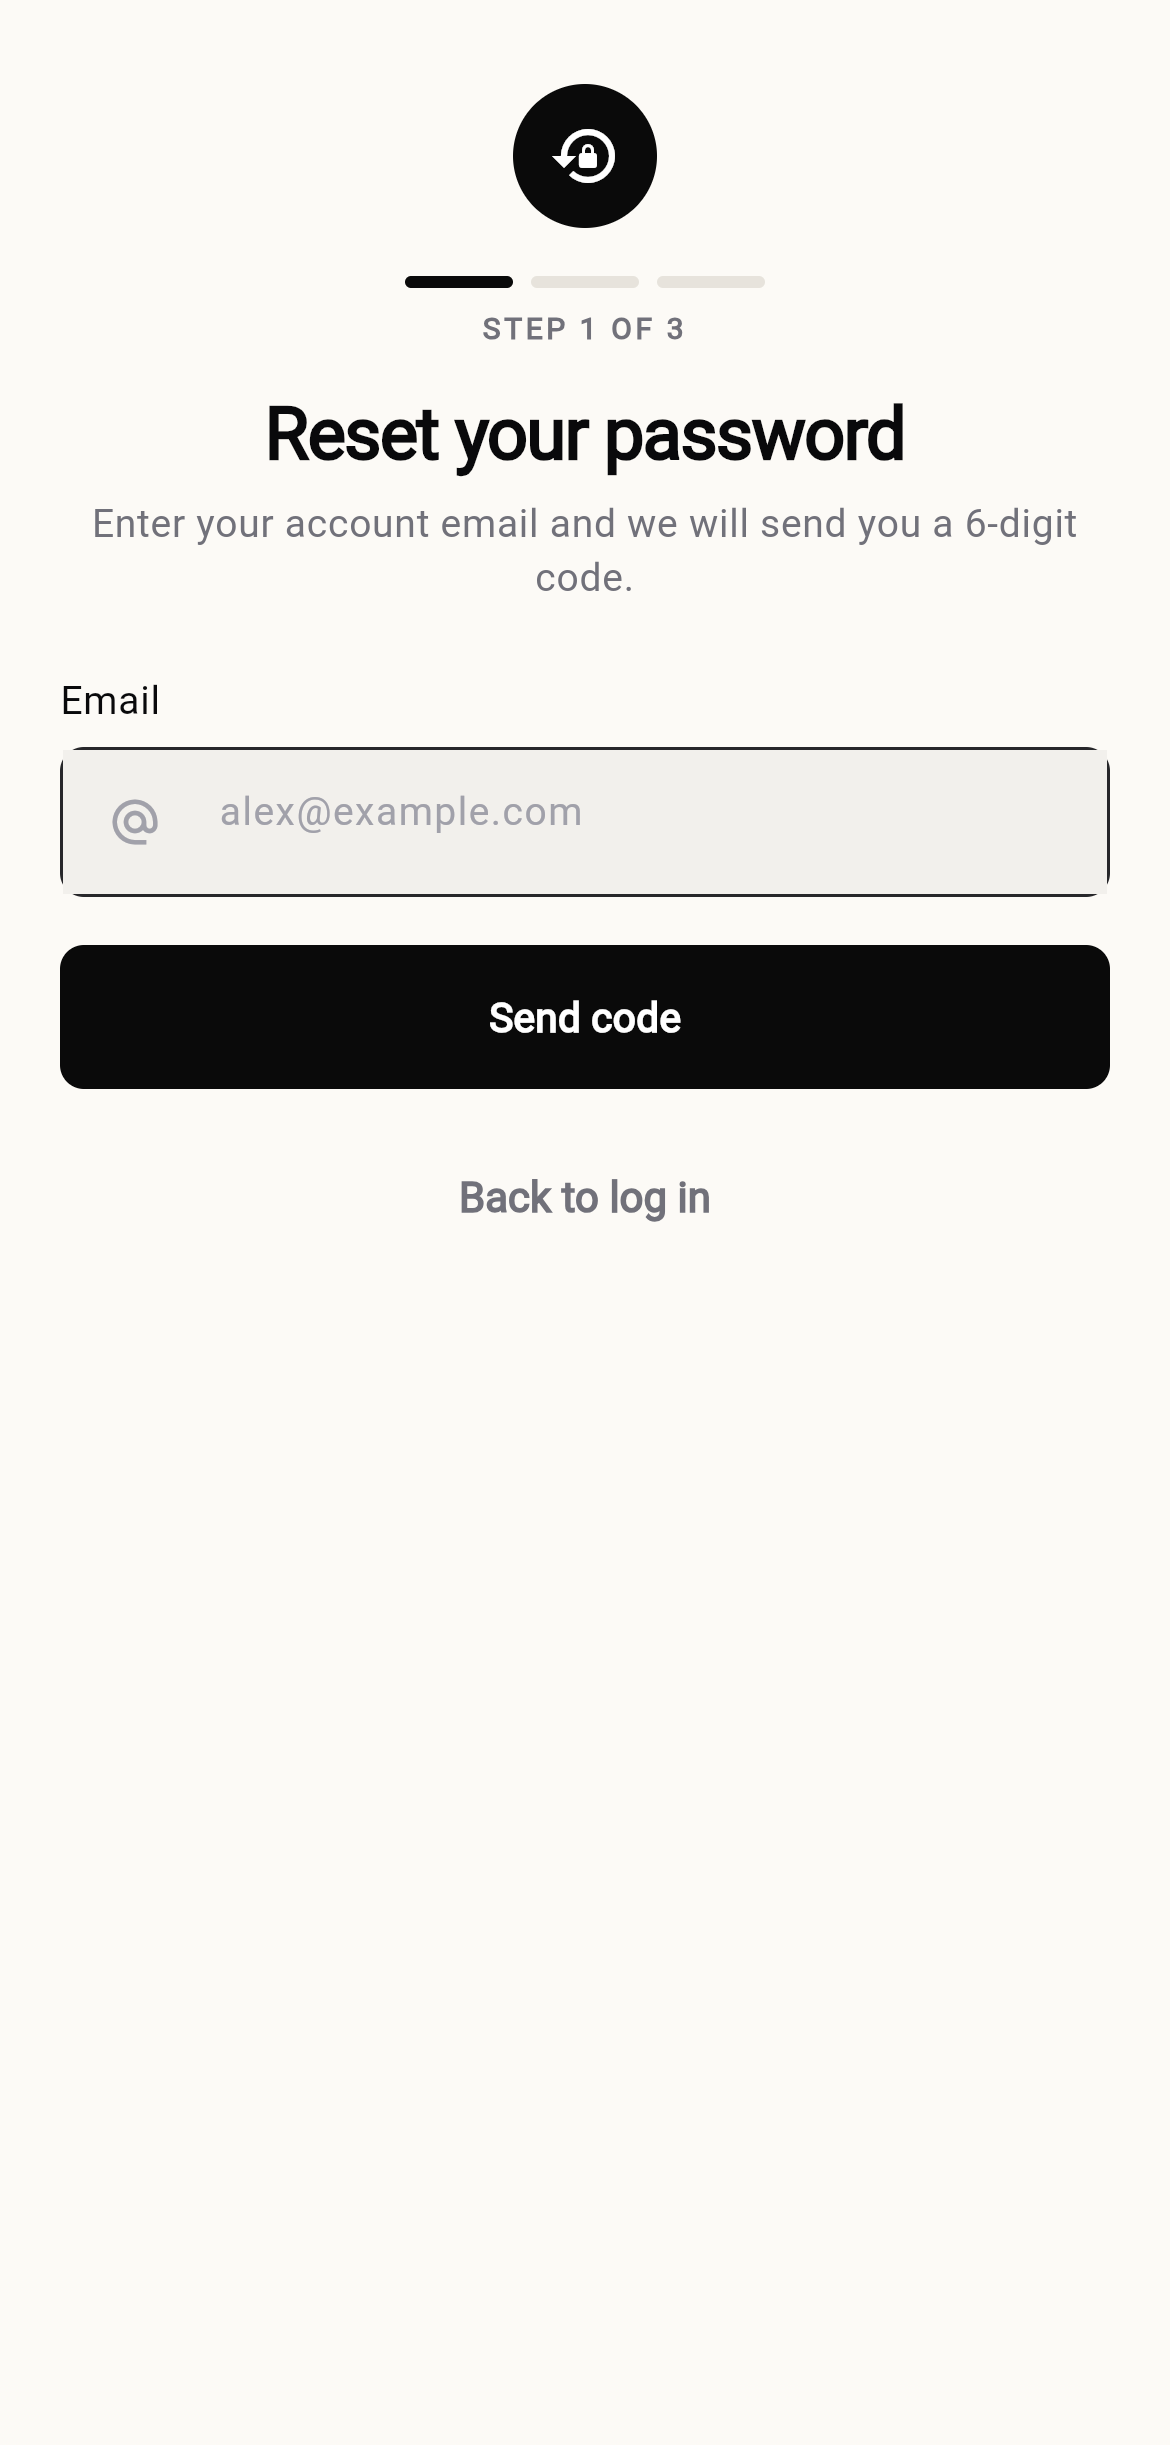 STEP 1 OF 3
Reset your password
Enter your account email and we will send you a 6-digit
code.
Email
alex@example.com
Send code
Back to log in